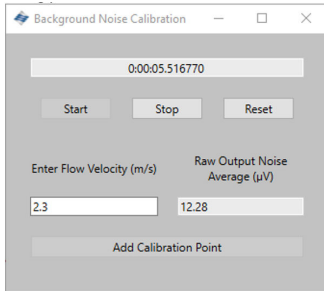 Background Noise Calibration
0:00:05.516770
Start Stop Reset
Enter Flow Velocity (m/s) Raw Output Noise
Average (µV)
2.3 12.28
Add Calibration Point